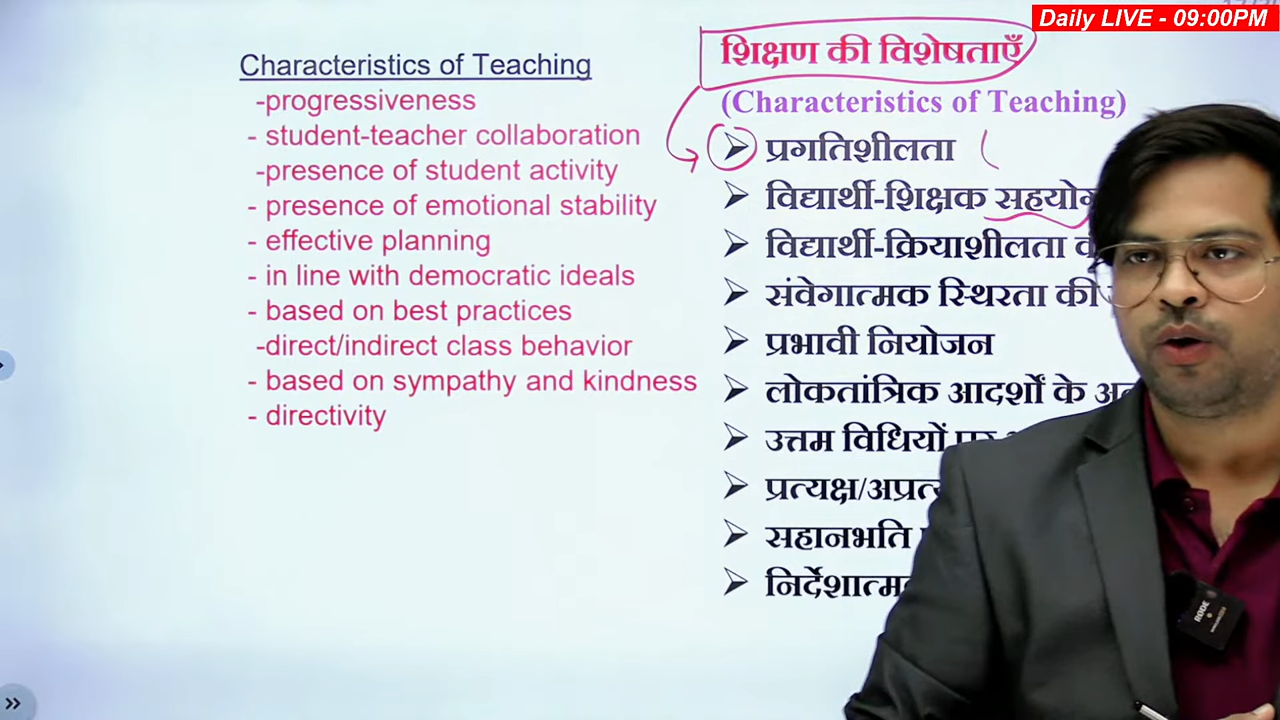 Daily LIVE - 09:00PM
Characteristics of Teaching
-progressiveness
- student-teacher collaboration
-presence of student activity
- presence of emotional stability
- effective planning
- in line with democratic ideals
- based on best practices
-direct/indirect class behavior
- based on sympathy and kindness
- directivity
शिक्षण की विशेषताएँ
(Characteristics of Teaching)
➢ प्रगतिशीलता
➢ विद्यार्थी-शिक्षक सहयोग
➢ विद्यार्थी-क्रियाशीलता
➢ संवेगात्मक स्थिरता की
➢ प्रभावी नियोजन
➢ लोकतांत्रिक आदर्शों के
➢ उत्तम विधियों
➢ प्रत्यक्ष/
➢ सहानभति
➢
RODE